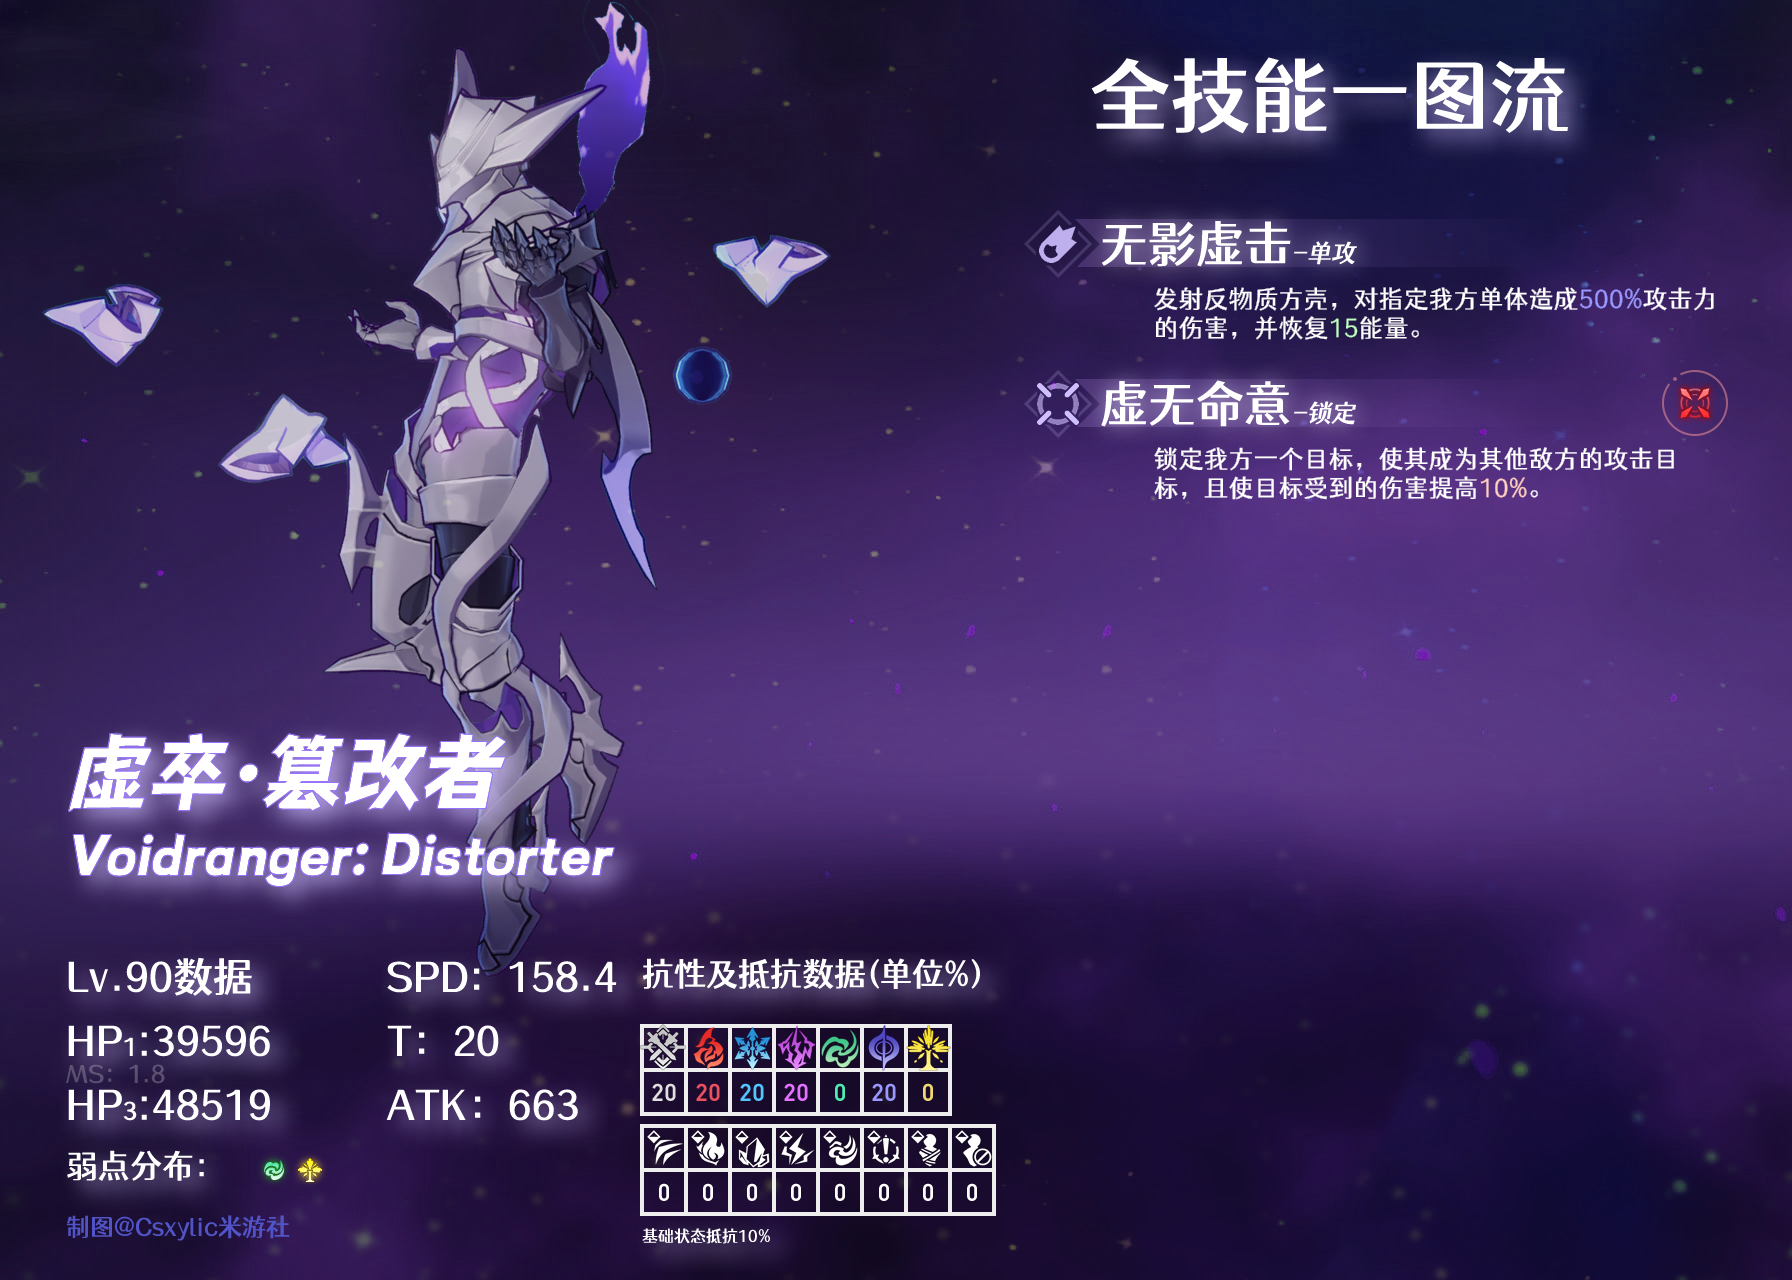 全技能一图流
无影虚击-单攻
发射反物质方壳，对指定我方单体造成500%攻击力
的伤害，并恢复15能量。
虚无命意-锁定
锁定我方一个目标，使其成为其他敌方的攻击目
标，且使目标受到的伤害提高10%。
虚卒·篡改者
Voidranger: Distorter
Lv.90数据
SPD: 158.4
HP1:39596
T: 20
MS: 1.8
HP3:48519
ATK: 663
弱点分布:
制图@Csxylic米游社
抗性及抵抗数据(单位%)
20 20 20 20 0 20 0
0 0 0 0 0 0 0 0
基础状态抵抗10%